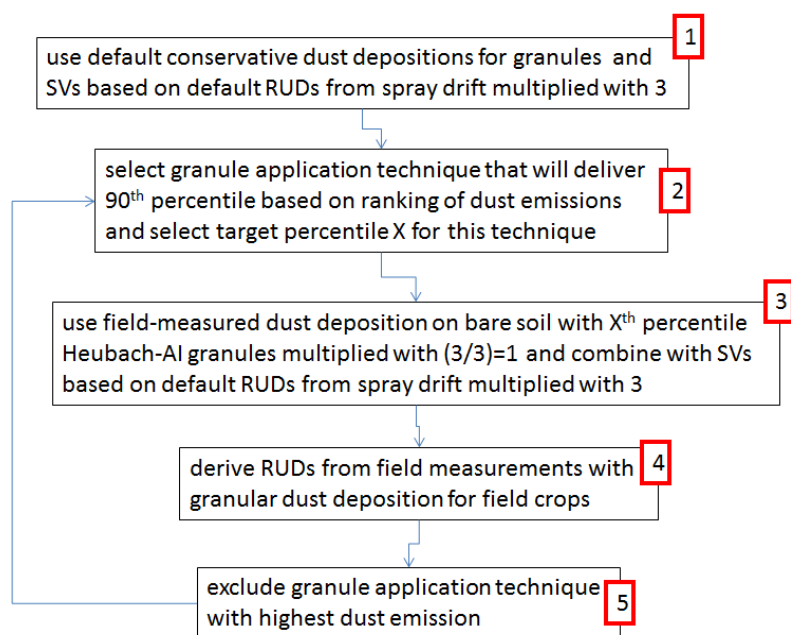 1
use default conservative dust depositions for granules and
SVs based on default RUDs from spray drift multiplied with 3
select granule application technique that will deliver
90th percentile based on ranking of dust emissions
and select target percentile X for this technique
2
3
use field-measured dust deposition on bare soil with Xth percentile
Heubach-AI granules multiplied with (3/3)=1 and combine with SVs
based on default RUDs from spray drift multiplied with 3
4
derive RUDs from field measurements with
granular dust deposition for field crops
exclude granule application technique
with highest dust emission
5